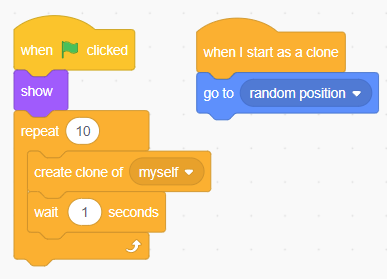 when clicked
show
repeat 10
create clone of myself
wait 1 seconds
when I start as a clone
go to random position